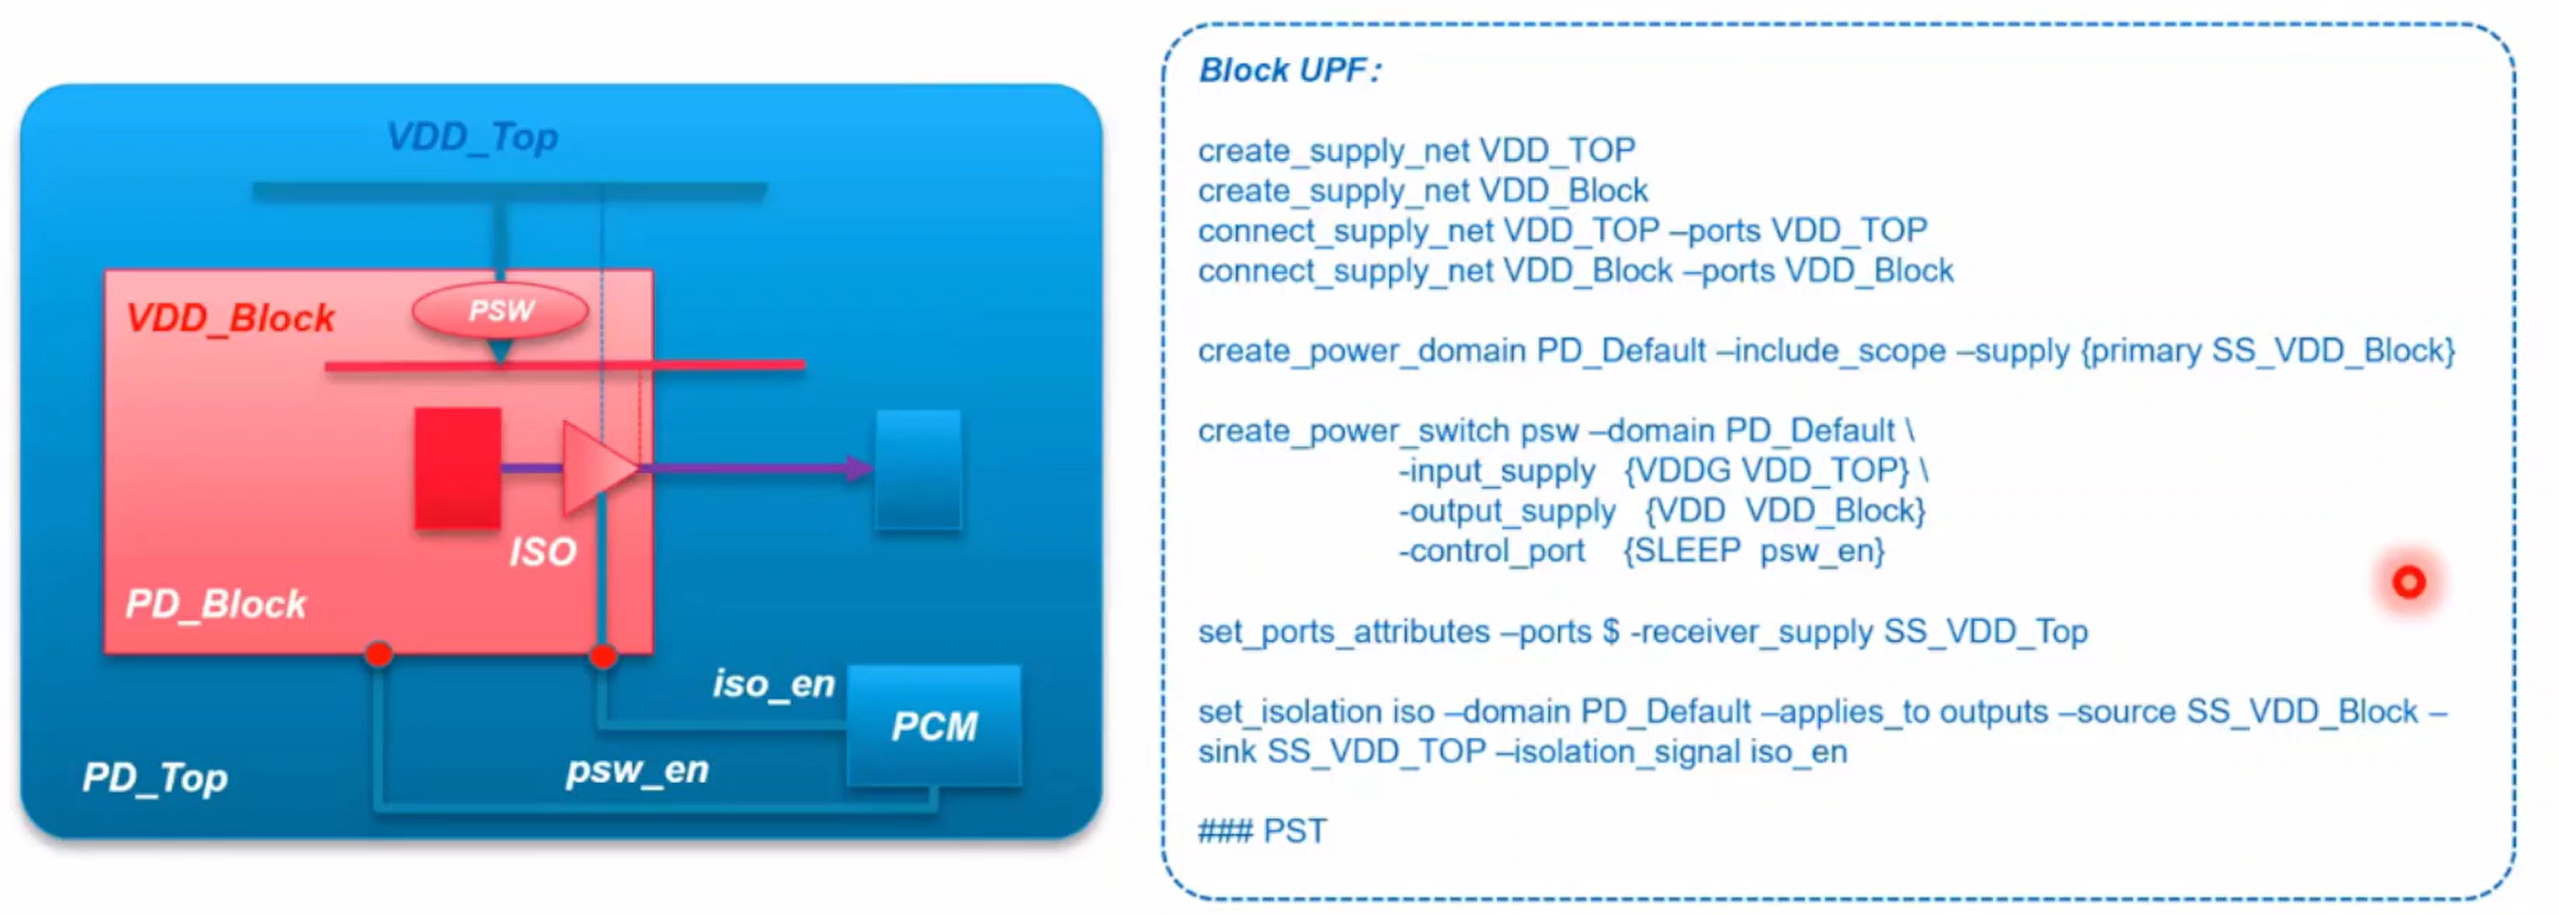 VDD_Top
VDD_Block
PSW
ISO
PD_Block
iso_en
PCM
psw_en
PD_Top
Block UPF:
create_supply_net VDD_TOP
create_supply_net VDD_Block
connect_supply_net VDD_TOP –ports VDD_TOP
connect_supply_net VDD_Block –ports VDD_Block
create_power_domain PD_Default –include_scope –supply {primary SS_VDD_Block}
create_power_switch psw –domain PD_Default \
-input_supply {VDDG VDD_TOP} \
-output_supply {VDD VDD_Block}
-control_port {SLEEP psw_en}
set_ports_attributes –ports $ -receiver_supply SS_VDD_Top
set_isolation iso –domain PD_Default –applies_to outputs –source SS_VDD_Block –
sink SS_VDD_TOP –isolation_signal iso_en
### PST